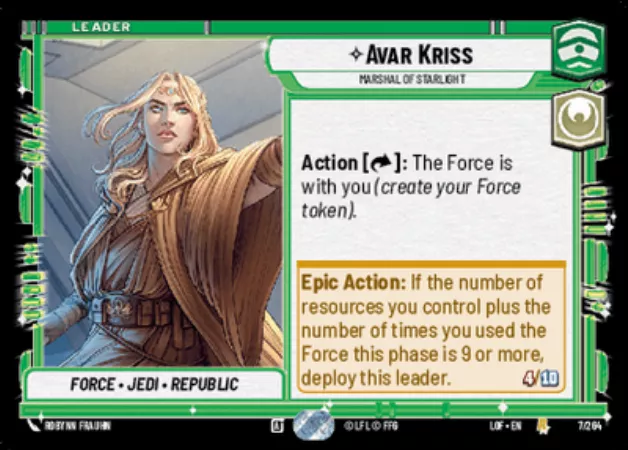 LEADER
AVAR KRISS
MARSHAL OF STARLIGHT
Action [ ]: The Force is
with you (create your Force
token).
Epic Action: If the number of
resources you control plus the
number of times you used the
Force this phase is 9 or more,
deploy this leader. 4/10
FORCE • JEDI • REPUBLIC
ROBYNN FRAUHN
A
© LFL © FFG
LOF • EN
7/264